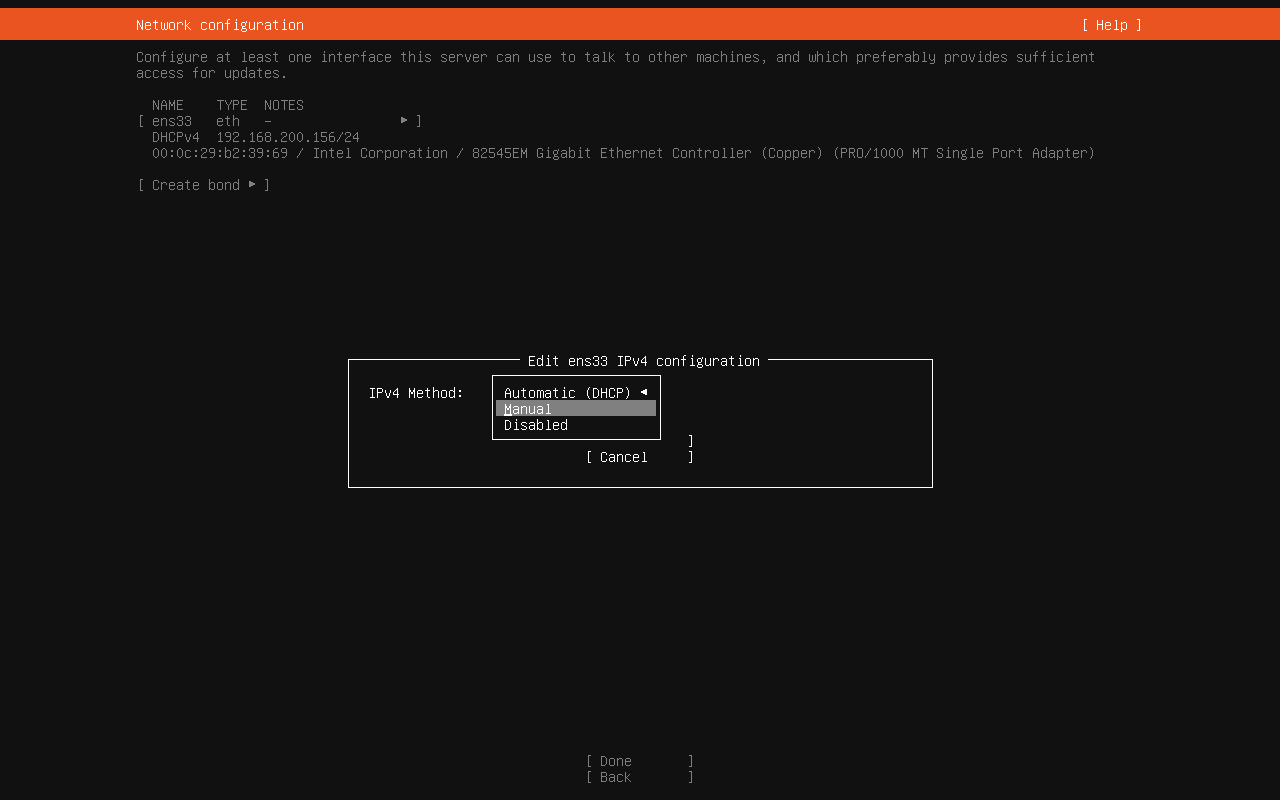 Network configuration [ Help ]
Configure at least one interface this server can use to talk to other machines, and which preferably provides sufficient
access for updates.
NAME TYPE NOTES
[ ens33 eth – ▸ ]
DHCPv4 192.168.200.156/24
00:0c:29:b2:39:69 / Intel Corporation / 82545EM Gigabit Ethernet Controller (Copper) (PRO/1000 MT Single Port Adapter)
[ Create bond ▸ ]
Edit ens33 IPv4 configuration
IPv4 Method: Automatic (DHCP) ◂
Manual
Disabled
]
[ Cancel ]
[ Done ]
[ Back ]